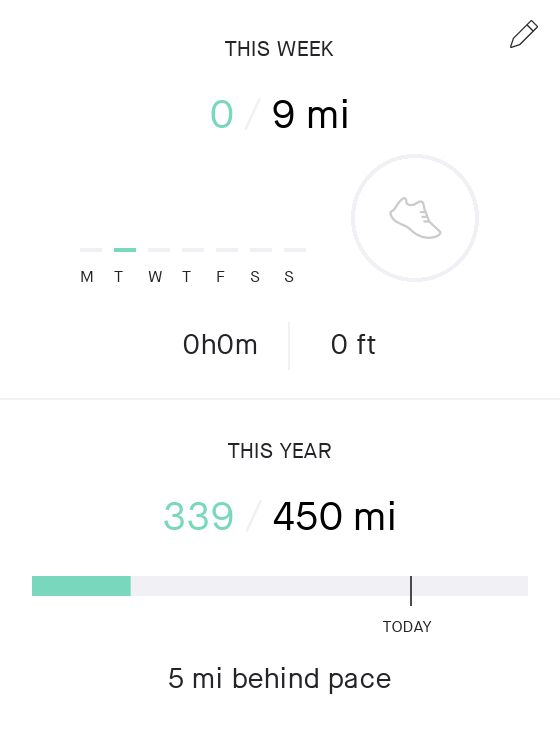 THIS WEEK
0 / 9 mi
M T W T F S S
0h0m 0 ft
THIS YEAR
339 / 450 mi
TODAY
5 mi behind pace